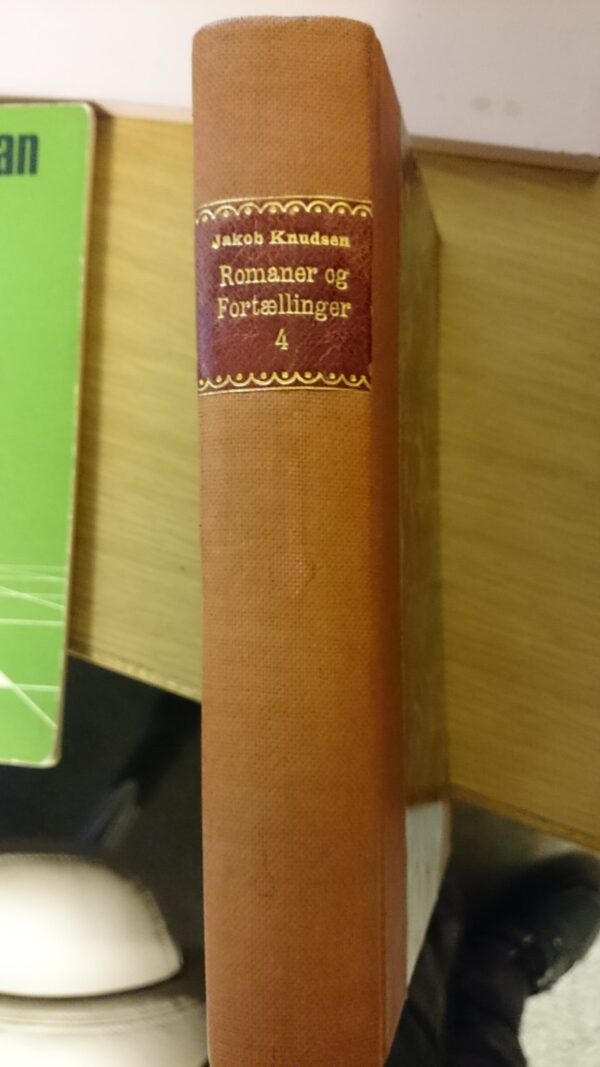 an
Jakob Knudsen
Romaner og
Fortællinger
4